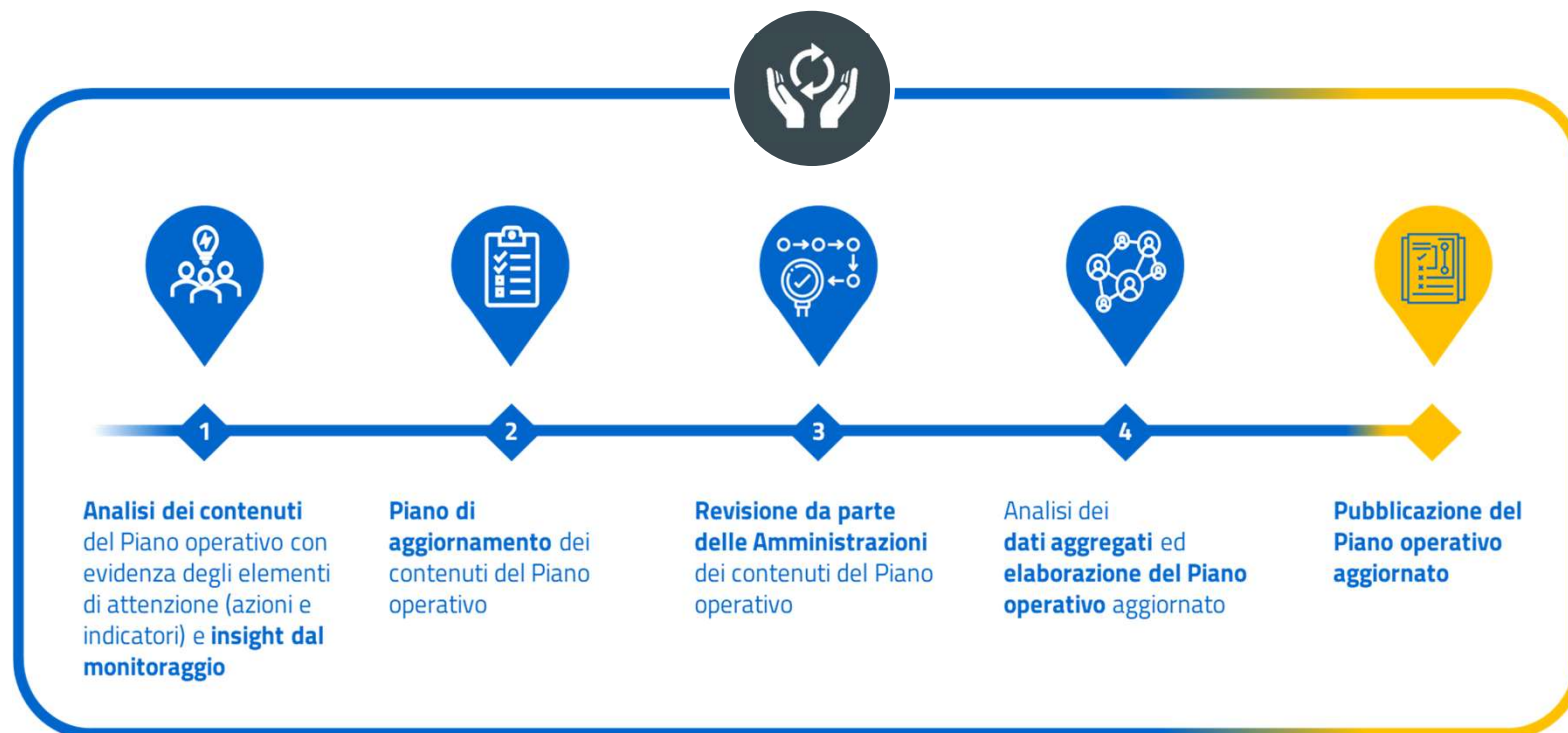 1
2
3
4
Analisi dei contenuti
del Piano operativo con
evidenza degli elementi
di attenzione (azioni e
indicatori) e insight dal
monitoraggio
Piano di
aggiornamento dei
contenuti del Piano
operativo
Revisione da parte
delle Amministrazioni
dei contenuti del Piano
operativo
Analisi dei
dati aggregati ed
elaborazione del Piano
operativo aggiornato
Pubblicazione del
Piano operativo
aggiornato